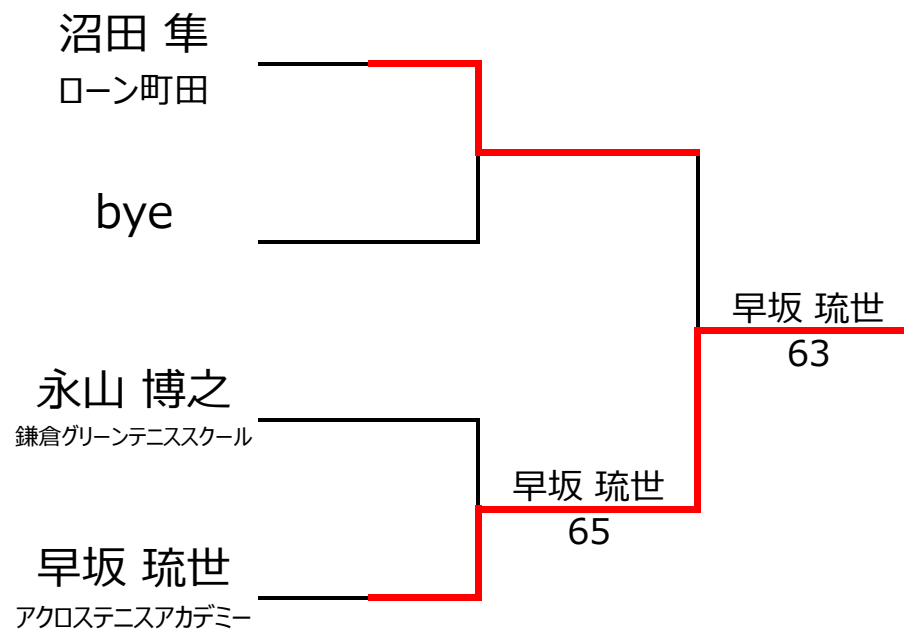 沼田 隼
ローン町田
bye
永山 博之
鎌倉グリーンテニススクール
早坂 琉世
アクロステニスアカデミー
早坂 琉世
65
早坂 琉世
63